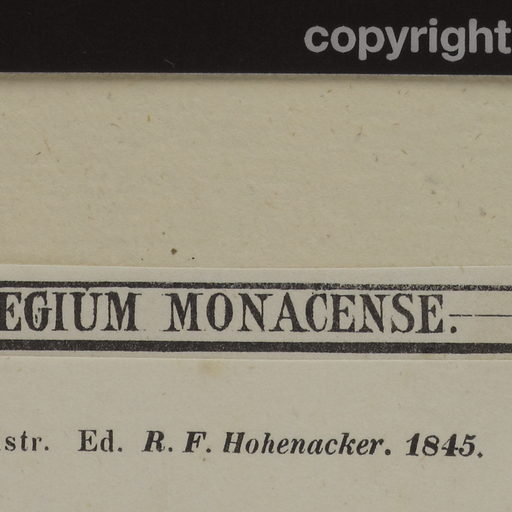 copyright
EGIUM MONACENSE.
str. Ed. R. F. Hohenacker. 1845.